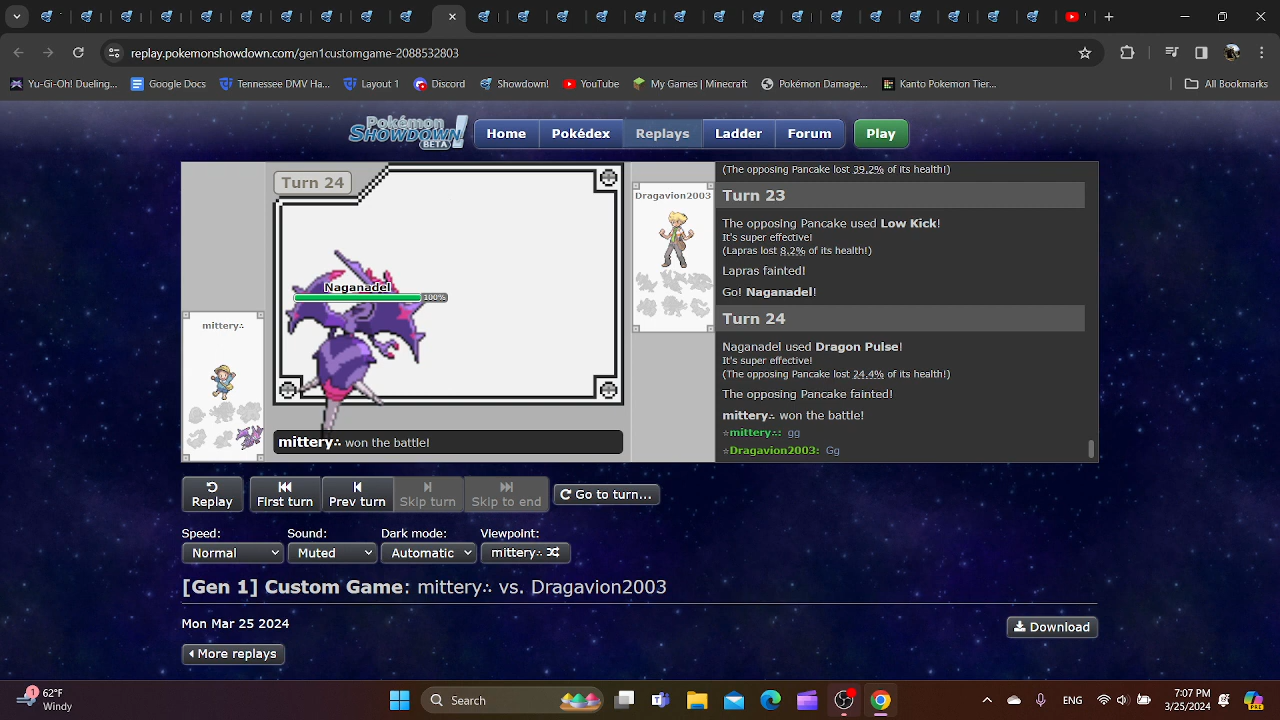 replay.pokemonshowdown.com/gen1customgame-2088532803
Yu-Gi-Oh! Dueling...
Google Docs
Tennessee DMV Ha...
Layout 1
Discord
Showdown!
YouTube
My Games | Minecraft
Pokémon Damage...
Kanto Pokemon Tier...
All Bookmarks
Pokémon
SHOWDOWN!
BETA
Home
Pokédex
Replays
Ladder
Forum
Play
Turn 24
Naganadel
100%
mittery∴
mittery∴ won the battle!
Dragavion2003
(The opposing Pancake lost 39.2% of its health!)
Turn 23
The opposing Pancake used Low Kick!
It's super effective!
(Lapras lost 8.2% of its health!)
Lapras fainted!
Go! Naganadel!
Turn 24
Naganadel used Dragon Pulse!
It's super effective!
(The opposing Pancake lost 24.4% of its health!)
The opposing Pancake fainted!
mittery∴ won the battle!
☆mittery∴: gg
☆Dragavion2003: Gg
Replay
First turn
Prev turn
Skip turn
Skip to end
Go to turn...
Speed:
Sound:
Dark mode:
Viewpoint:
Normal
Muted
Automatic
mittery∴
[Gen 1] Custom Game: mittery∴ vs. Dragavion2003
Mon Mar 25 2024
Download
More replays
1
62°F
Windy
Search
ENG
7:07 PM
3/25/2024
PRE